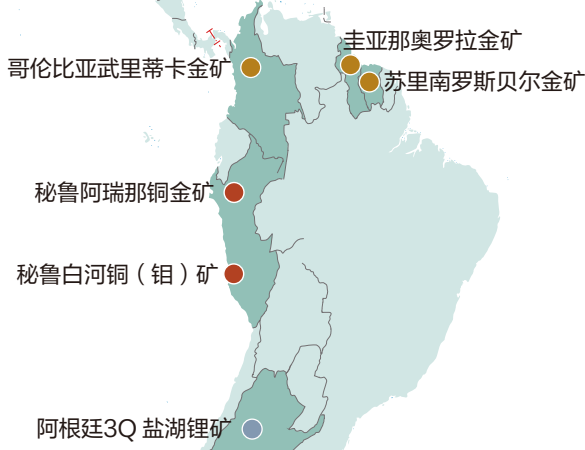 圭亚那奥罗拉金矿
哥伦比亚武里蒂卡金矿
苏里南罗斯贝尔金矿
秘鲁阿瑞那铜金矿
秘鲁白河铜（钼）矿
阿根廷3Q 盐湖锂矿